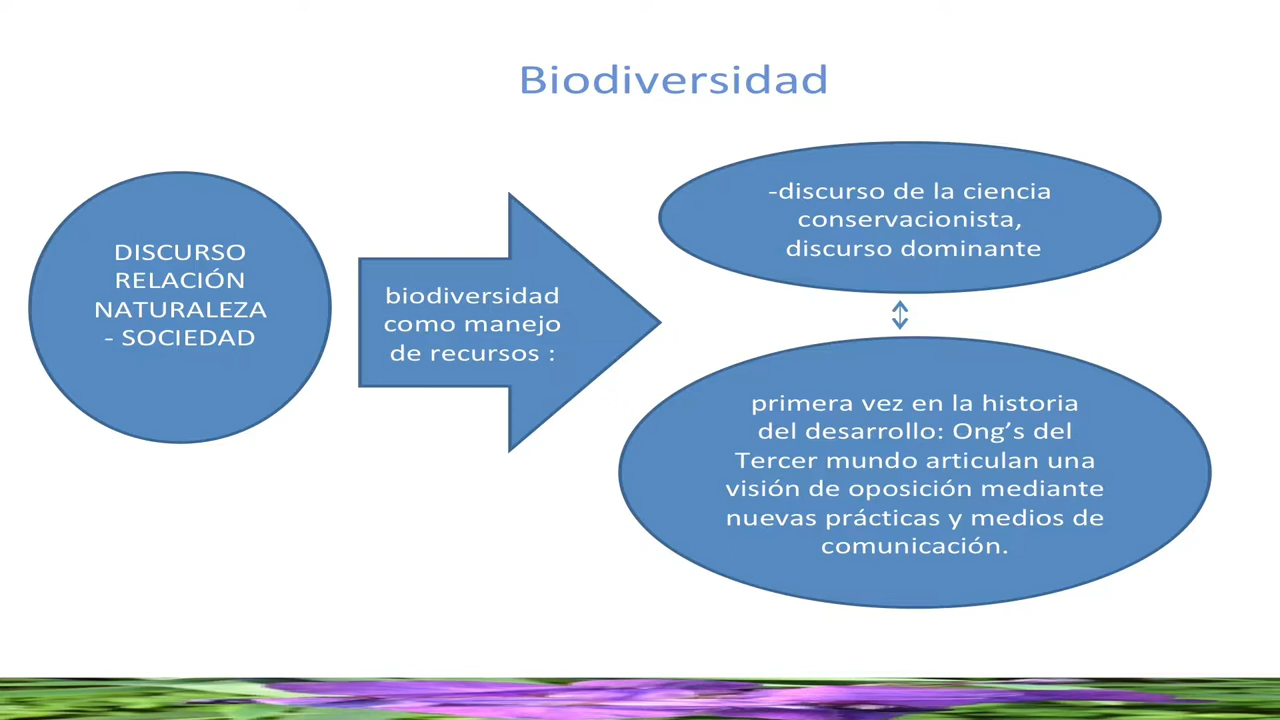 Biodiversidad
DISCURSO
RELACIÓN
NATURALEZA
- SOCIEDAD
biodiversidad
como manejo
de recursos :
-discurso de la ciencia
conservacionista,
discurso dominante
primera vez en la historia
del desarrollo: Ong’s del
Tercer mundo articulan una
visión de oposición mediante
nuevas prácticas y medios de
comunicación.